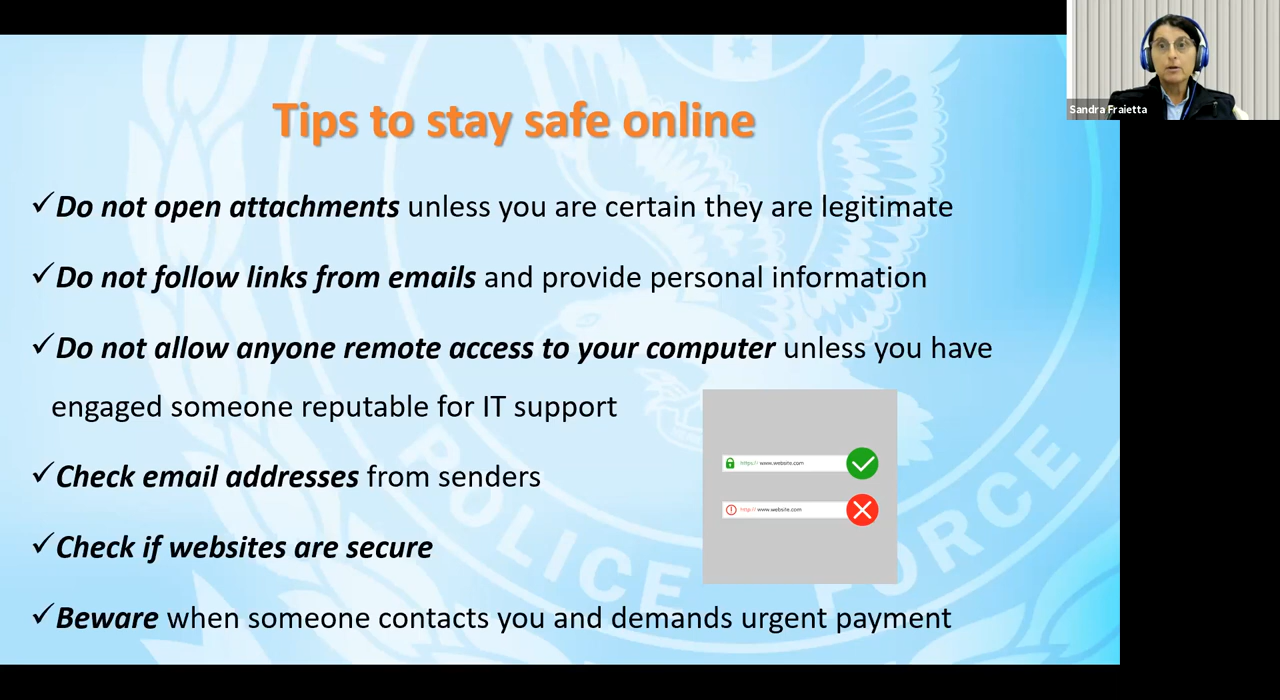 Sandra Fraietta
Tips to stay safe online
✓Do not open attachments unless you are certain they are legitimate
✓Do not follow links from emails and provide personal information
✓Do not allow anyone remote access to your computer unless you have
engaged someone reputable for IT support
https:// www.website.com
✓Check email addresses from senders
http:// www.website.com
✓Check if websites are secure
✓Beware when someone contacts you and demands urgent payment
POLICE FORCE